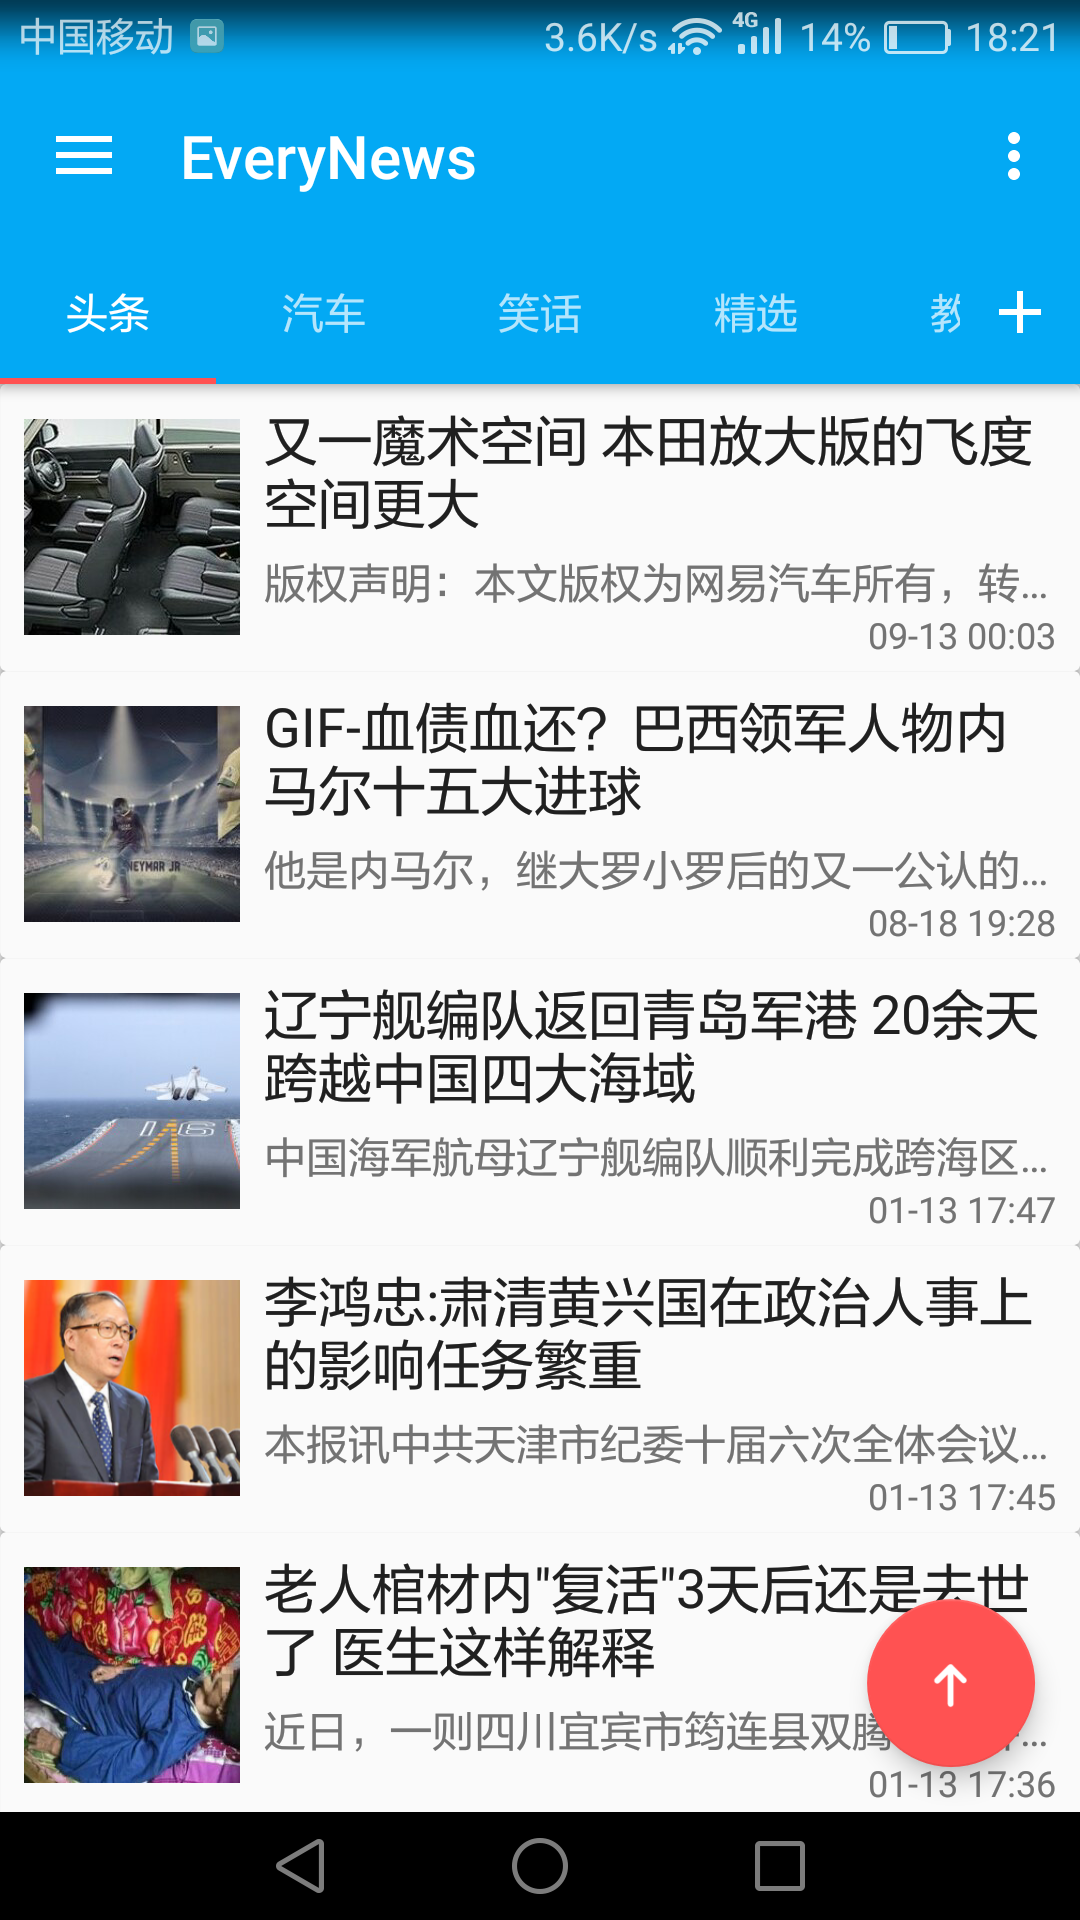 中国移动 3.6K/s 4G 14% 18:21
EveryNews
头条 汽车 笑话 精选
又一魔术空间 本田放大版的飞度
空间更大
版权声明：本文版权为网易汽车所有，转...
09-13 00:03
GIF-血债血还？巴西领军人物内
马尔十五大进球
NEYMAR JR
他是内马尔，继大罗小罗后的又一公认的...
08-18 19:28
辽宁舰编队返回青岛军港 20余天
跨越中国四大海域
16
中国海军航母辽宁舰编队顺利完成跨海区...
01-13 17:47
李鸿忠:肃清黄兴国在政治人事上
的影响任务繁重
本报讯中共天津市纪委十届六次全体会议...
01-13 17:45
老人棺材内"复活"3天后还是去世
了 医生这样解释
近日，一则四川宜宾市筠连县双腾
01-13 17:36